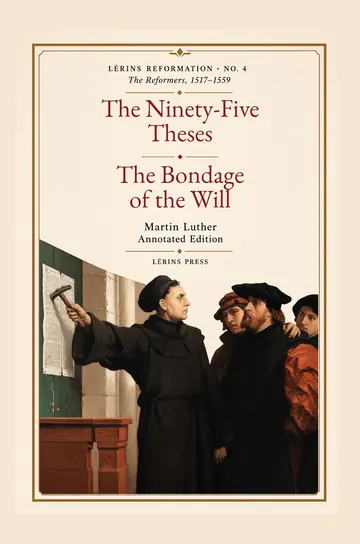 LÉRINS REFORMATION · NO. 4
The Reformers, 1517–1559
The Ninety-Five
Theses
The Bondage
of the Will
Martin Luther
Annotated Edition
LÉRINS PRESS